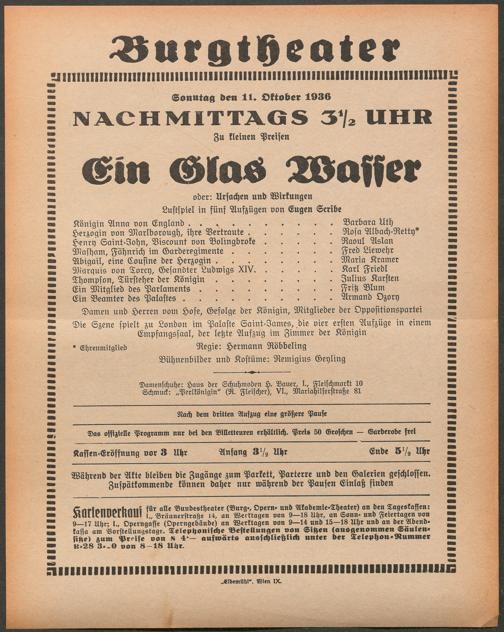 Burgtheater
Sonntag den 11. Oktober 1936
NACHMITTAGS 3½ UHR
Zu kleinen Preisen
Ein Glas Wasser
oder: Ursachen und Wirkungen
Lustspiel in fünf Aufzügen von Eugen Scribe
Königin Anna von England . . . . . . . . . . Barbara Uth
Herzogin von Marlborough, ihre Vertraute . . . . . . . . Rosa Albach-Retty*
Henry Saint-John, Viscount von Bolingbroke . . . . . . . Raoul Aslan
Masham, Fähnrich im Garderegimente . . . . . . . . Fred Liewehr
Abigail, eine Cousine der Herzogin . . . . . . . . . Maria Kramer
Marquis von Torcy, Gesandter Ludwigs XIV. . . . . . . . Karl Friedl
Thompson, Türsteher der Königin . . . . . . . . . Julius Karsten
Ein Mitglied des Parlaments . . . . . . . . . . Fritz Blum
Ein Beamter des Palastes . . . . . . . . . . Armand Ozory
Damen und Herren vom Hofe, Gefolge der Königin, Mitglieder der Oppositionspartei
Die Szene spielt zu London im Palaste Saint-James, die vier ersten Aufzüge in einem
Empfangssaal, der letzte Aufzug im Zimmer der Königin
* Ehrenmitglied Regie: Hermann Röbbeling
Bühnenbilder und Kostüme: Remigius Geyling
Damenschuhe: Haus der Schuhmoden H. Bauer, I., Fleischmarkt 10
Schmuck: „Perlkönigin" (A. Fleischer), VI., Mariahilferstraße 81
Nach dem dritten Aufzug eine größere Pause
Das offizielle Programm nur bei den Billetteuren erhältlich. Preis 50 Groschen — Garderobe frei
Kassen-Eröffnung vor 3 Uhr Anfang 3½ Uhr Ende 5½ Uhr
Während der Akte bleiben die Zugänge zum Parkett, Parterre und den Galerien geschlossen.
Zuspätkommende können daher nur während der Pausen Einlaß finden
Kartenverkauf für alle Bundestheater (Burg-, Opern- und Akademie-Theater) an den Tageskassen:
I., Bräunerstraße 14, an Werktagen von 9—18 Uhr, an Sonn- und Feiertagen von
9—17 Uhr; I., Operngasse (Operngebäude) an Werktagen von 9—14 und 15—18 Uhr und an der Abend-
kassa am Vorstellungstage. Telephonische Bestellungen von Sitzen (ausgenommen Säulen-
sitze) zum Preise von S 4·— aufwärts ausschließlich unter der Telephon-Nummer
R-28 3-·0 von 8—18 Uhr.
„Elbemühl", Wien IX.